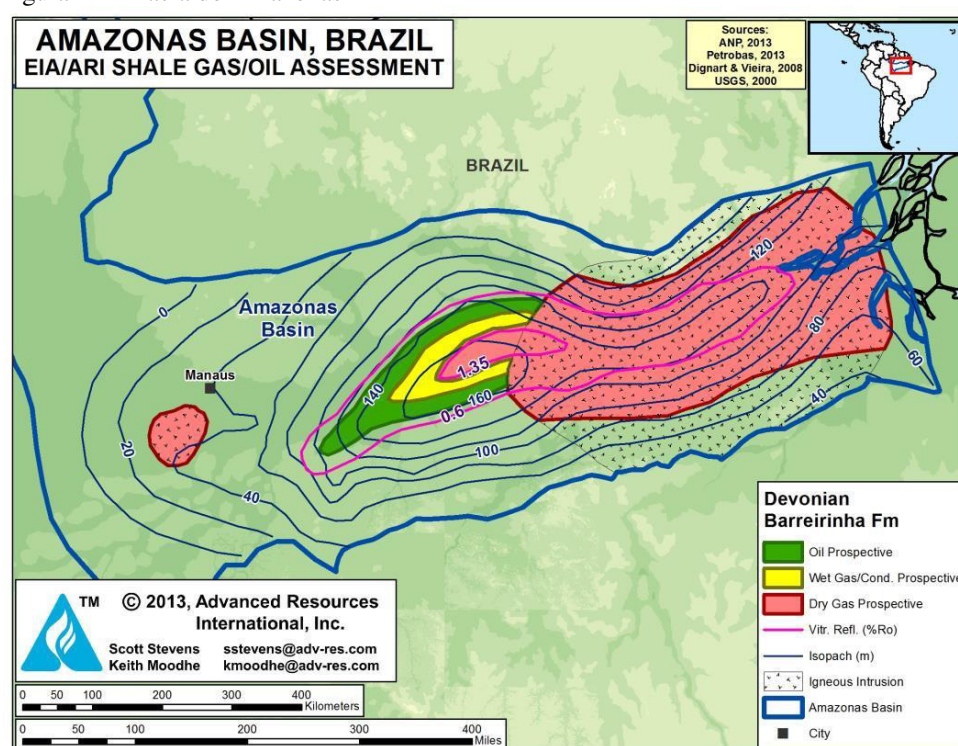 AMAZONAS BASIN, BRAZIL
EIA/ARI SHALE GAS/OIL ASSESSMENT
Sources:
ANP, 2013
Petrobas, 2013
Dignart & Vieira, 2008
USGS, 2000
BRAZIL
120
0
Amazonas
Basin
80
Manaus
1.35
60
140
160
40
0.6
20
100
40
Devonian
Barreirinha Fm
Oil Prospective
Wet Gas/Cond. Prospective
Dry Gas Prospective
Vitr. Refl. (%Ro)
Isopach (m)
Igneous Intrusion
Amazonas Basin
City
TM
© 2013, Advanced Resources
International, Inc.
Scott Stevens sstevens@adv-res.com
Keith Moodhe kmoodhe@adv-res.com
0 50 100 200 300 400
Kilometers
0 50 100 200 300 400
Miles